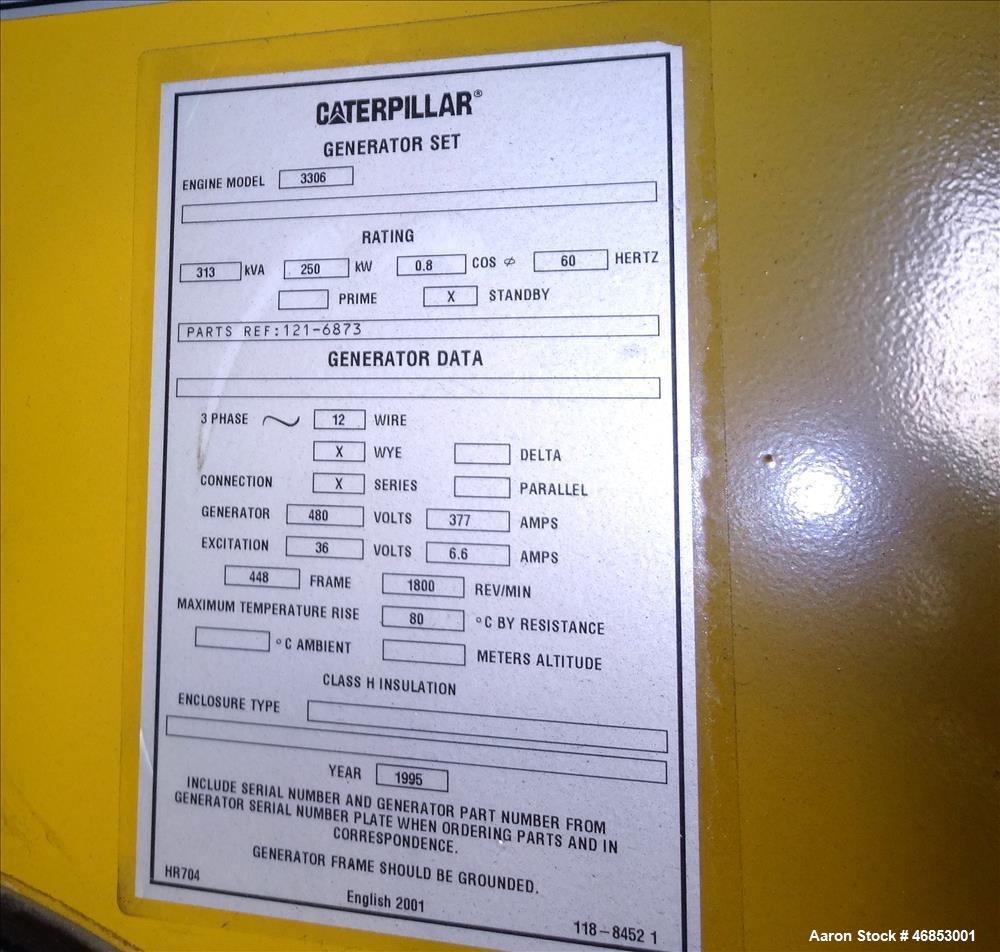 CATERPILLAR®
GENERATOR SET
ENGINE MODEL 3306
RATING
313 kVA 250 kW 0.8 COS ϕ 60 HERTZ
PRIME X STANDBY
PARTS REF:121-6873
GENERATOR DATA
3 PHASE ~ 12 WIRE
X WYE DELTA
CONNECTION X SERIES PARALLEL
GENERATOR 480 VOLTS 377 AMPS
EXCITATION 36 VOLTS 6.6 AMPS
448 FRAME 1800 REV/MIN
MAXIMUM TEMPERATURE RISE 80 °C BY RESISTANCE
°C AMBIENT METERS ALTITUDE
CLASS H INSULATION
ENCLOSURE TYPE
YEAR 1995
INCLUDE SERIAL NUMBER AND GENERATOR PART NUMBER FROM
GENERATOR SERIAL NUMBER PLATE WHEN ORDERING PARTS AND IN
CORRESPONDENCE.
GENERATOR FRAME SHOULD BE GROUNDED.
HR704
English 2001
118-8452 1
Aaron Stock # 46853001